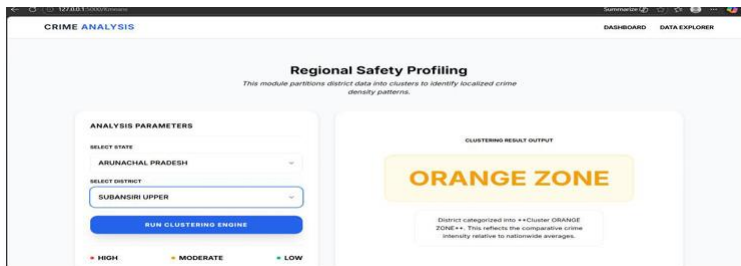 127.0.0.1:5000/Kmeans
Summarize
CRIME ANALYSIS
DASHBOARD DATA EXPLORER
Regional Safety Profiling
This module partitions district data into clusters to identify localized crime
density patterns.
ANALYSIS PARAMETERS
SELECT STATE
ARUNACHAL PRADESH
SELECT DISTRICT
SUBANSIRI UPPER
RUN CLUSTERING ENGINE
HIGH MODERATE LOW
CLUSTERING RESULT OUTPUT
ORANGE ZONE
District categorized into **Cluster ORANGE
ZONE**. This reflects the comparative crime
intensity relative to nationwide averages.